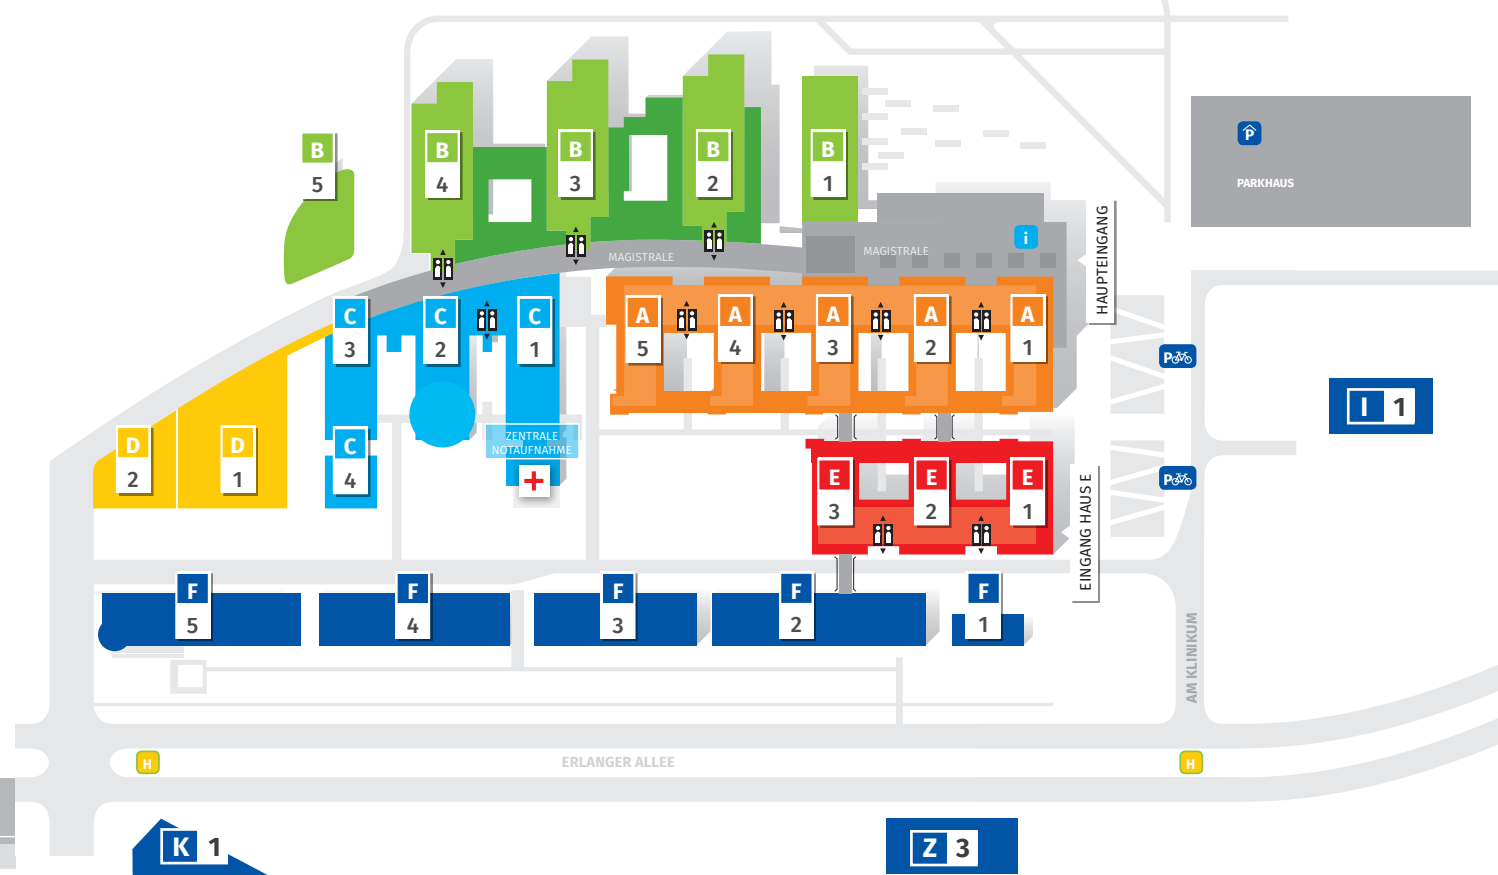 B
5
B
4
B
3
B
2
B
1
P
PARKHAUS
MAGISTRALE
MAGISTRALE
i
HAUPTEINGANG
C
3
C
2
C
1
A
5
A
4
A
3
A
2
A
1
P
P
I 1
D
2
D
1
C
4
ZENTRALE
NOTAUFNAHME
E
3
E
2
E
1
EINGANG HAUS E
F
5
F
4
F
3
F
2
F
1
AM KLINIKUM
H
ERLANGER ALLEE
H
K 1
Z 3